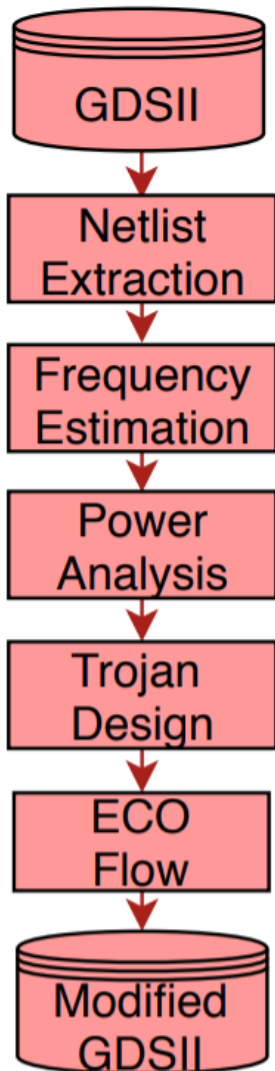 GDSII
Netlist
Extraction
Frequency
Estimation
Power
Analysis
Trojan
Design
ECO
Flow
Modified
GDSII